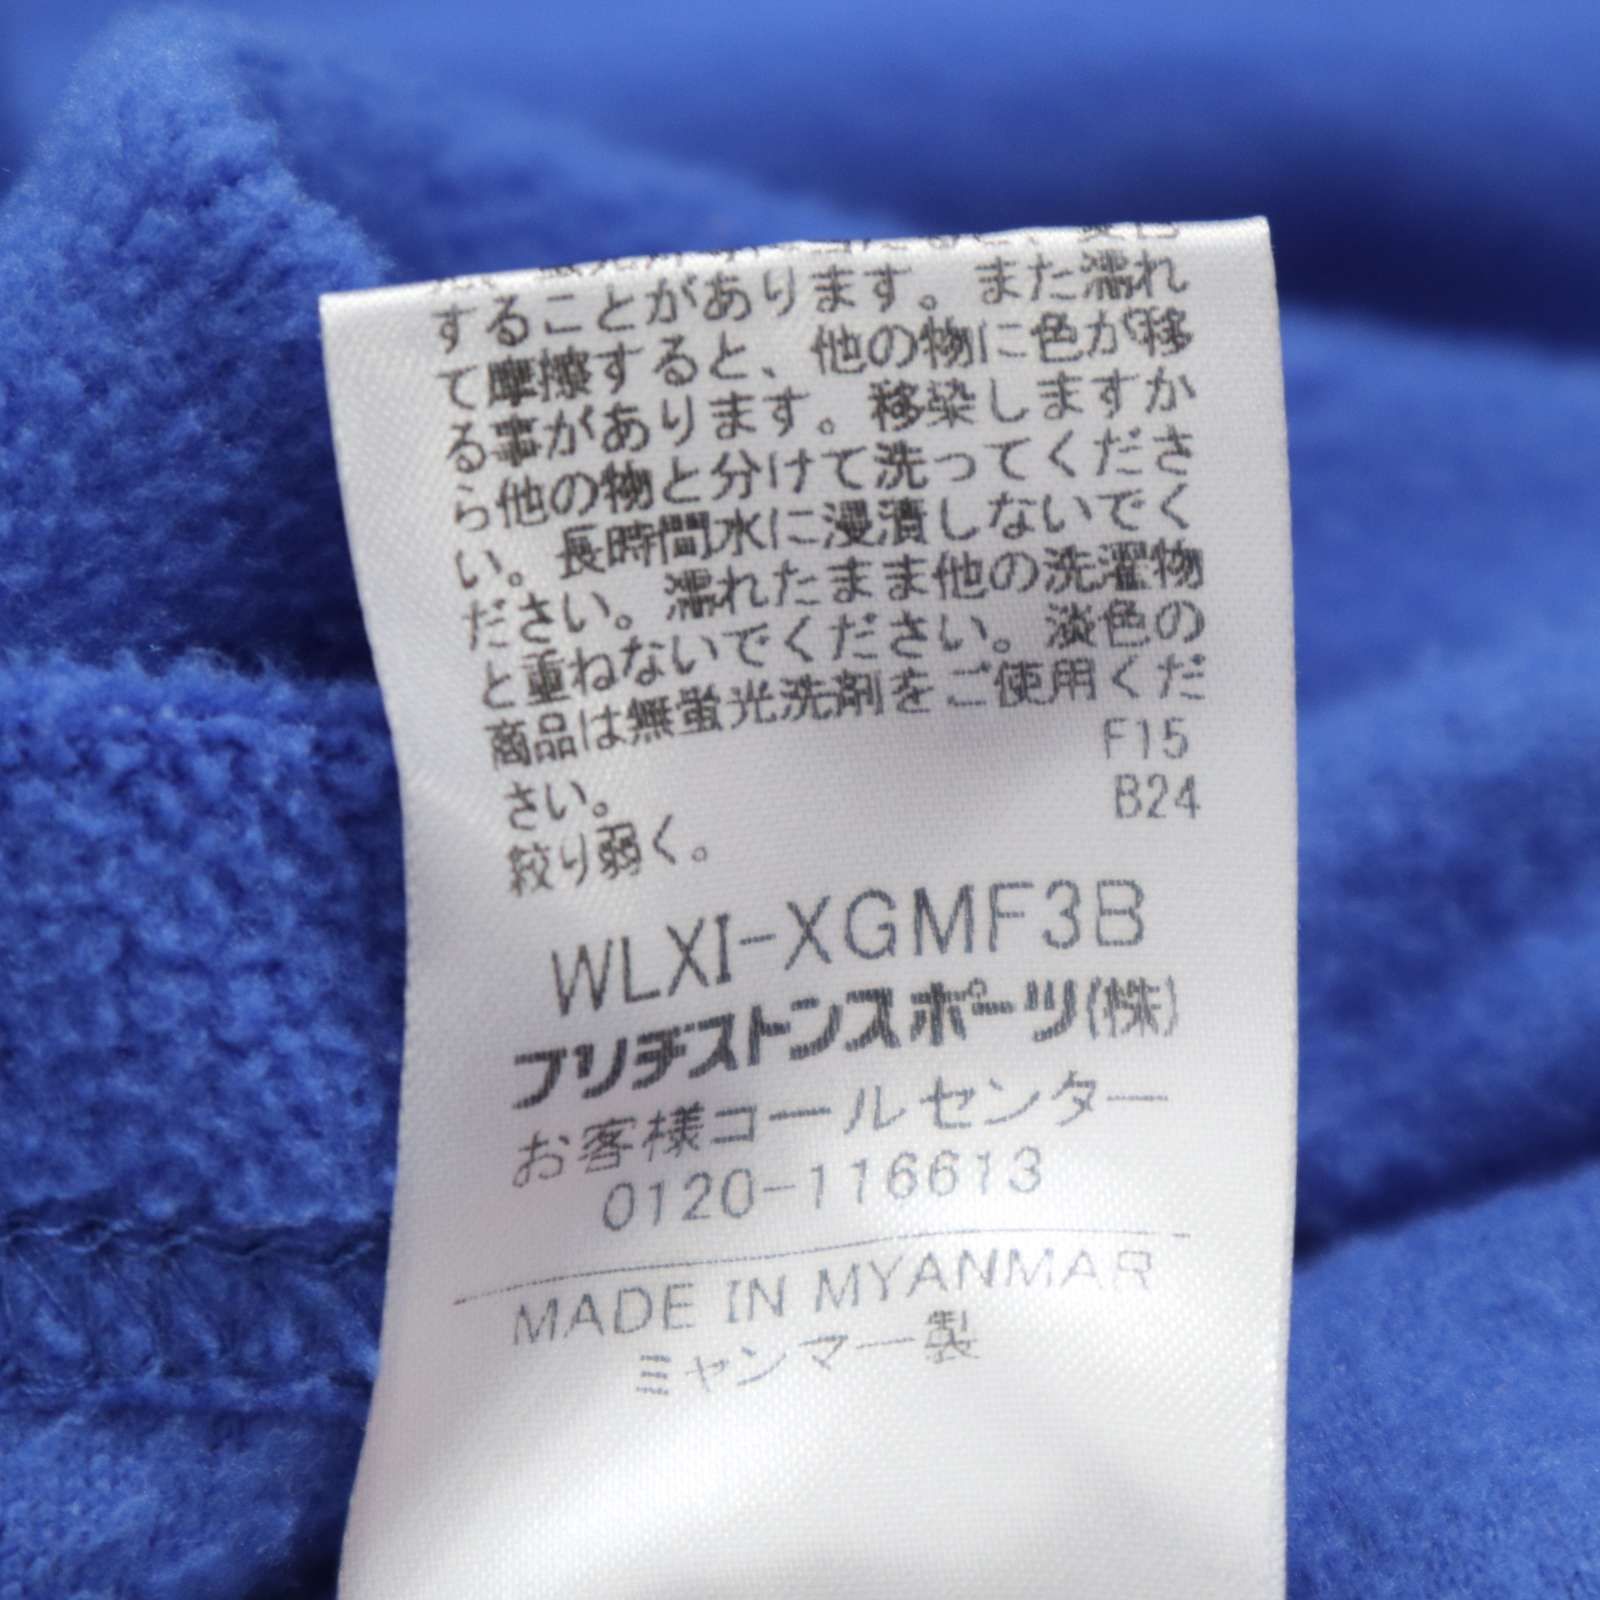 することがあります。また濡れ
て摩擦すると、他の物に色が移
る事があります。移染しますか
ら他の物と分けて洗ってくださ
い。長時間水に浸漬しないでく
ださい。濡れたまま他の洗濯物
と重ねないでください。淡色の
商品は無蛍光洗剤をご使用くだ
さい。
F15
絞り弱く。
B24
WLXI-XGMF3B
ブリヂストンスポーツ(株)
お客様コールセンター
0120-116613
MADE IN MYANMAR
ミャンマー製